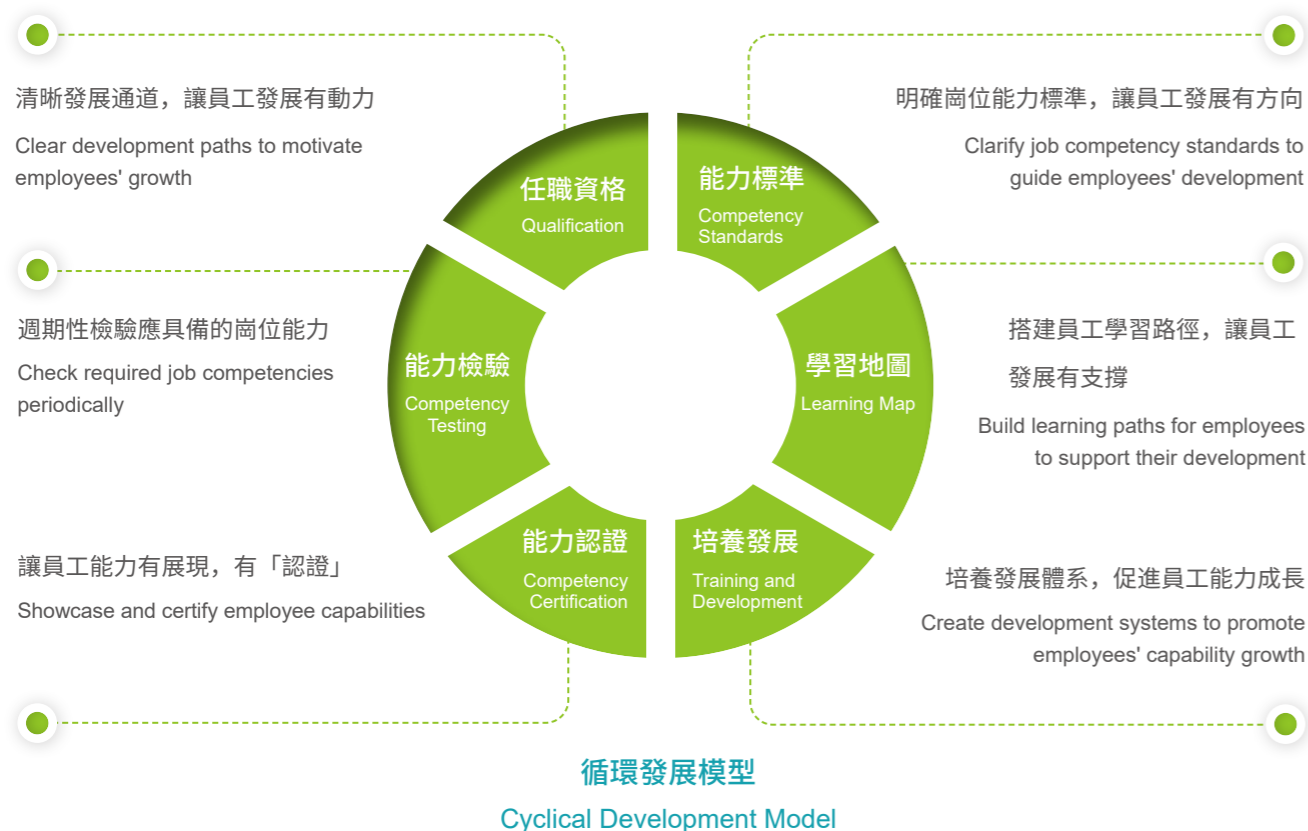 清晰發展通道，讓員工發展有動力
Clear development paths to motivate
employees' growth
週期性檢驗應具備的崗位能力
Check required job competencies
periodically
讓員工能力有展現，有「認證」
Showcase and certify employee capabilities
任職資格
Qualification
能力標準
Competency
Standards
能力檢驗
Competency
Testing
學習地圖
Learning Map
能力認證
Competency
Certification
培養發展
Training and
Development
明確崗位能力標準，讓員工發展有方向
Clarify job competency standards to
guide employees' development
搭建員工學習路徑，讓員工
發展有支撐
Build learning paths for employees
to support their development
培養發展體系，促進員工能力成長
Create development systems to promote
employees' capability growth
循環發展模型
Cyclical Development Model